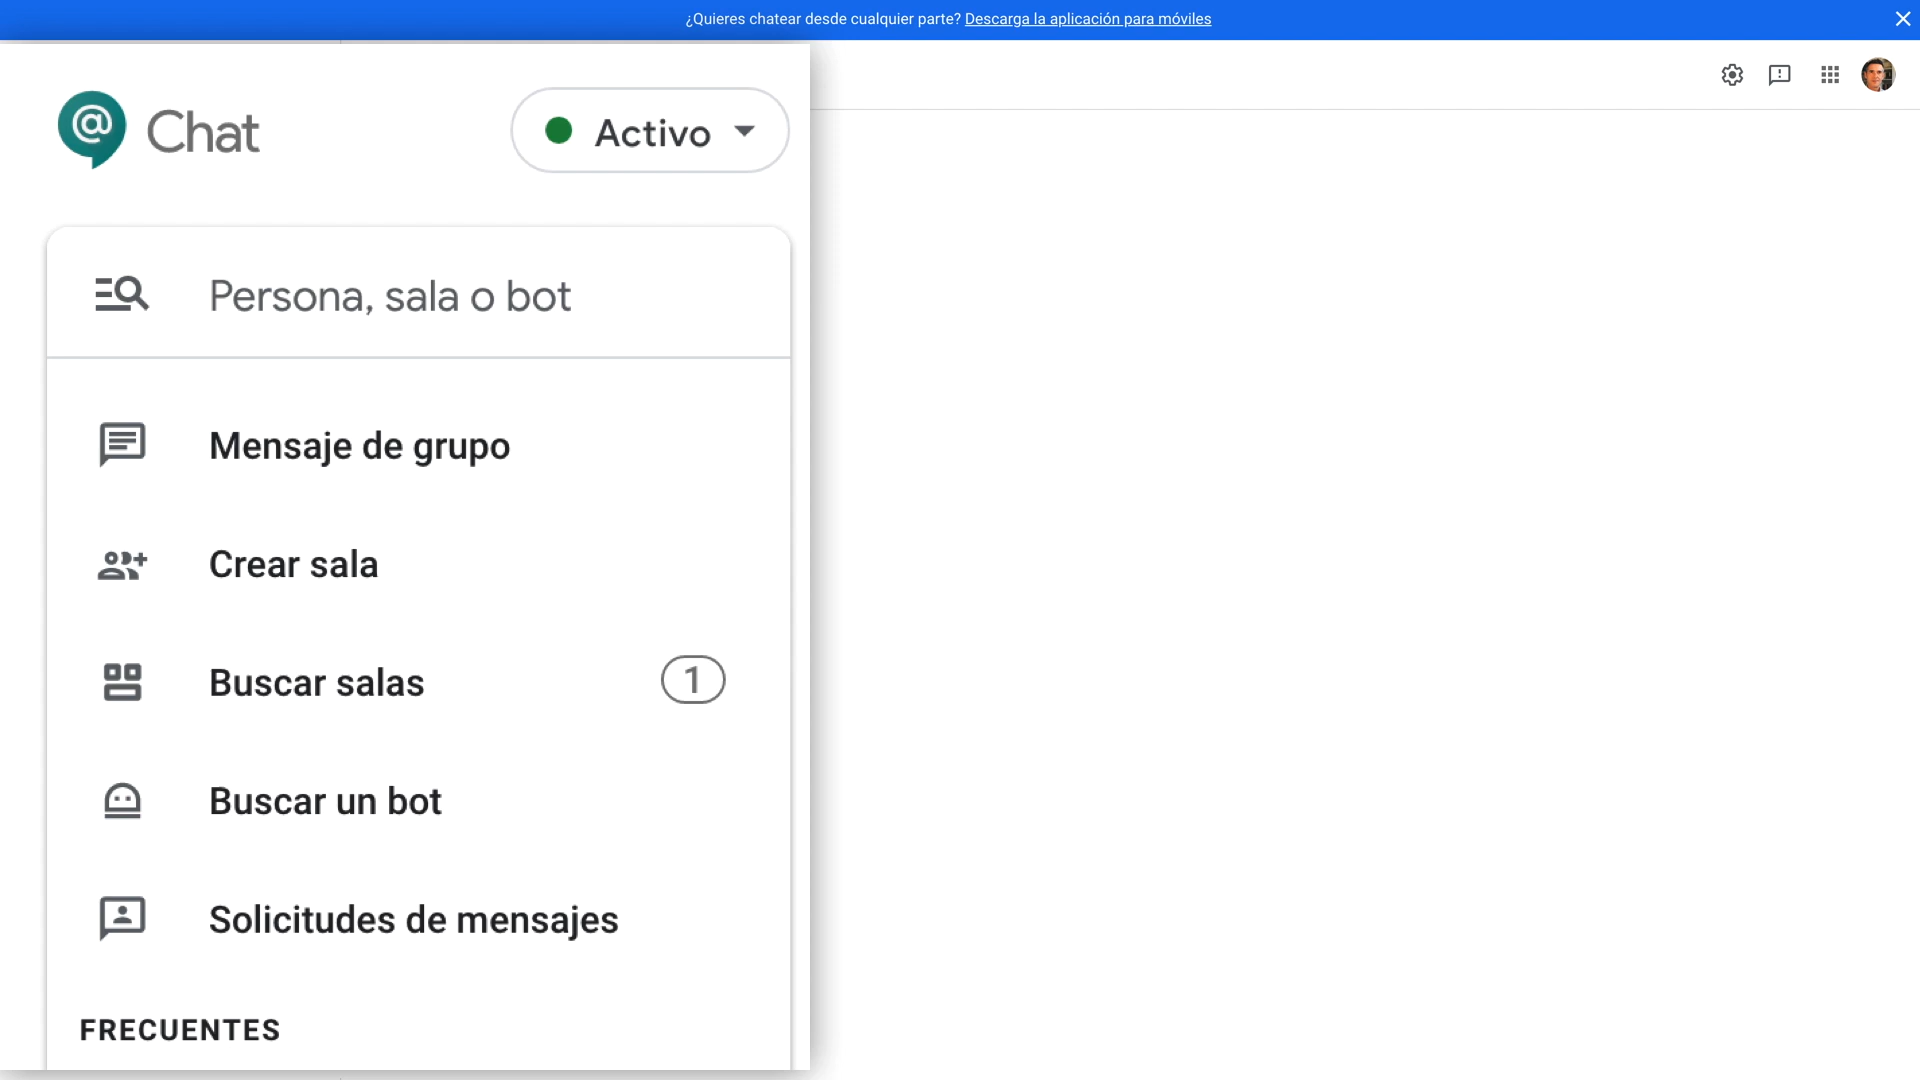 ¿Quieres chatear desde cualquier parte? Descarga la aplicación para móviles
Chat
Activo
Persona, sala o bot
Mensaje de grupo
Crear sala
Buscar salas 1
Buscar un bot
Solicitudes de mensajes
FRECUENTES